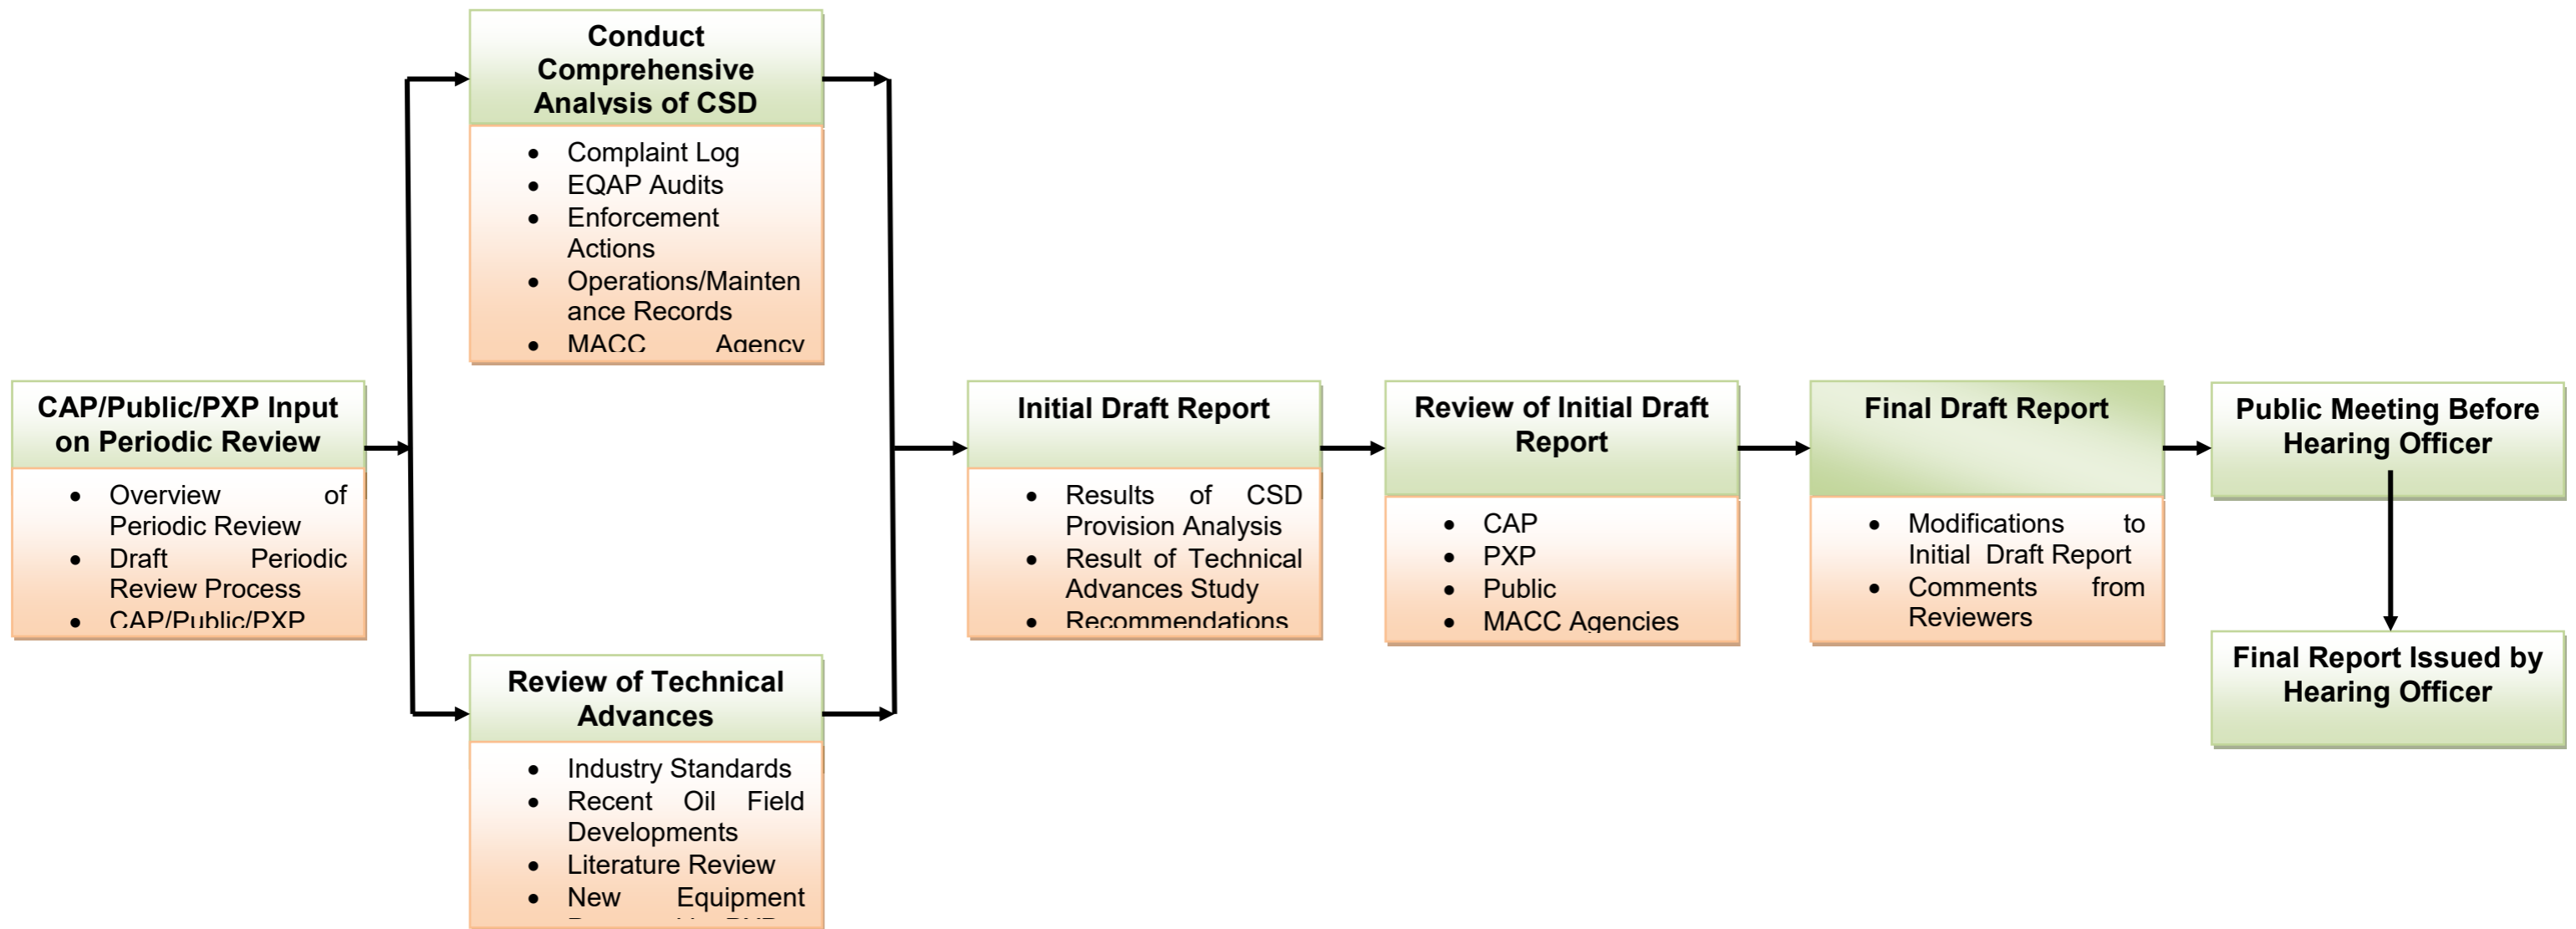 Conduct
Comprehensive
Analysis of CSD
• Complaint Log
• EQAP Audits
• Enforcement
Actions
• Operations/Mainten
ance Records
• MACC Agency
CAP/Public/PXP Input
on Periodic Review
• Overview of
Periodic Review
• Draft Periodic
Review Process
• CAP/Public/PXP
Review of Technical
Advances
• Industry Standards
• Recent Oil Field
Developments
• Literature Review
• New Equipment
Initial Draft Report
• Results of CSD
Provision Analysis
• Result of Technical
Advances Study
• Recommendations
Review of Initial Draft
Report
• CAP
• PXP
• Public
• MACC Agencies
Final Draft Report
• Modifications to
Initial Draft Report
• Comments from
Reviewers
Public Meeting Before
Hearing Officer
Final Report Issued by
Hearing Officer